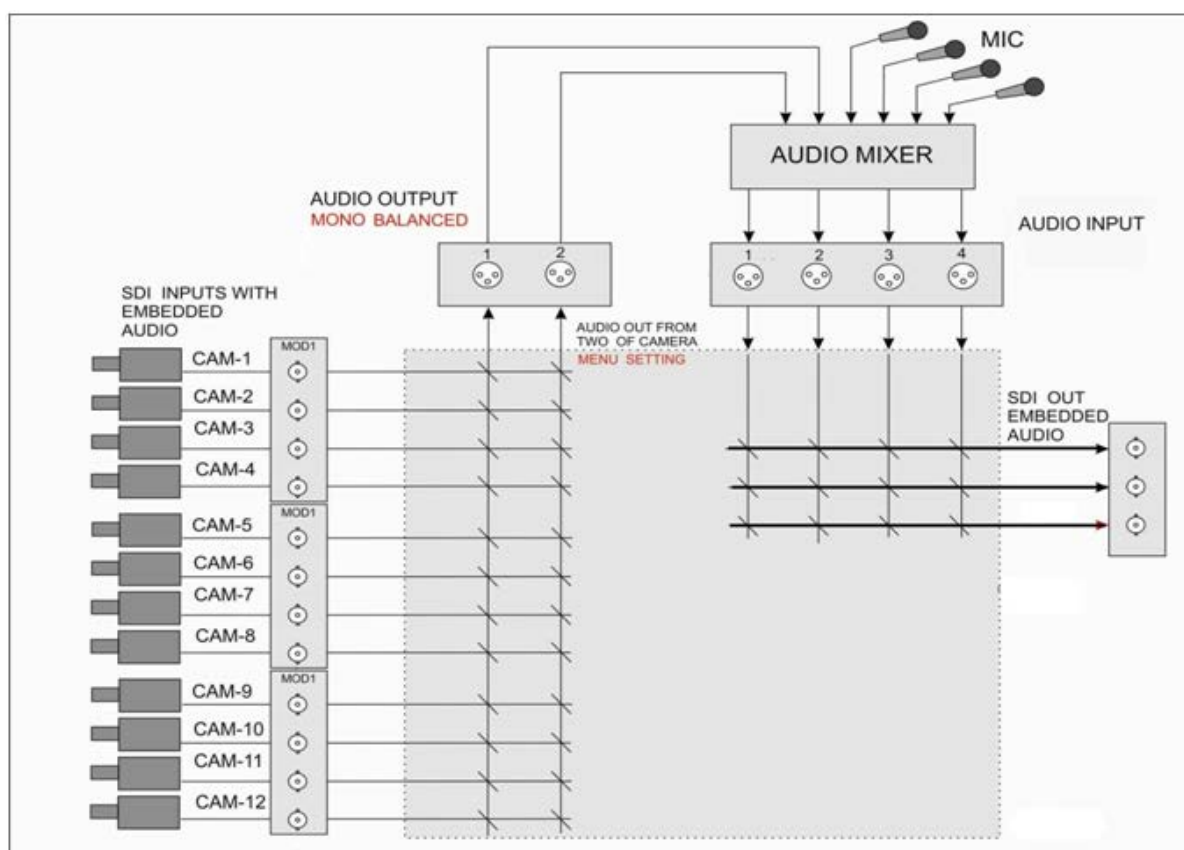 MIC
AUDIO MIXER
AUDIO OUTPUT
MONO BALANCED
AUDIO INPUT
1
2
1
2
3
4
SDI INPUTS WITH
EMBEDDED
AUDIO
AUDIO OUT FROM
TWO OF CAMERA
MENU SETTING
MOD1
CAM-1
CAM-2
CAM-3
CAM-4
SDI OUT
EMBEDDED
AUDIO
MOD1
CAM-5
CAM-6
CAM-7
CAM-8
MOD1
CAM-9
CAM-10
CAM-11
CAM-12